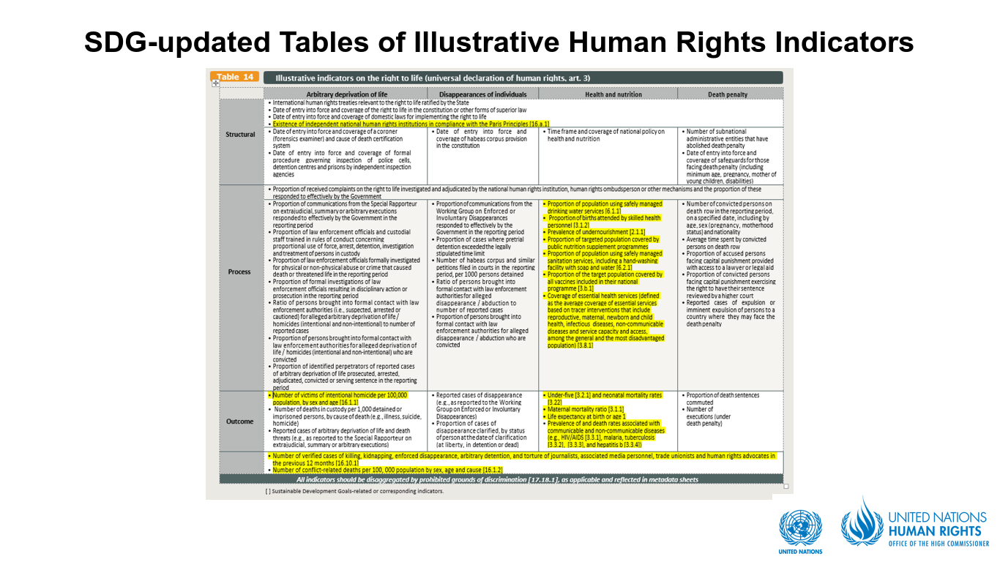 SDG-updated Tables of Illustrative Human Rights Indicators
Table 14
Illustrative indicators on the right to life (universal declaration of human rights, art. 3)
Arbitrary deprivation of life
Disappearances of individuals
Health and nutrition
Death penalty
Structural
• International human rights treaties relevant to the right to life ratified by the State
• Date of entry into force and coverage of the right to life in the constitution or other forms of superior law
• Date of entry into force and coverage of domestic laws for implementing the right to life
• Existence of independent national human rights institutions in compliance with the Paris Principles [16.a.1]
• Date of entry into force and coverage of a coroner
(forensics examiner) and cause of death certification
system
• Date of entry into force and coverage of formal
procedure governing inspection of police cells,
detention centres and prisons by independent inspection
agencies
• Date of entry into force and
coverage of habeas corpus provision
in the constitution
• Time frame and coverage of national policy on
health and nutrition
• Number of subnational
administrative entities that have
abolished death penalty
• Date of entry into force and
coverage of safeguards for those
facing death penalty (including
minimum age, pregnancy, mother of
young children, disabilities)
Process
• Proportion of received complaints on the right to life investigated and adjudicated by the national human rights institution, human rights ombudsperson or other mechanisms and the proportion of these
responded to effectively by the Government
• Proportion of communications from the Special Rapporteur
on extrajudicial, summary or arbitrary executions
responded to effectively by the Government in the
reporting period
• Proportion of law enforcement officials and custodial
staff trained in rules of conduct concerning
proportional use of force, arrest, detention, investigation
and treatment of persons in custody
• Proportion of law enforcement officials formally investigated
for physical or non-physical abuse or crime that caused
death or threatened life in the reporting period
• Proportion of formal investigations of law
enforcement officials resulting in disciplinary action or
prosecution in the reporting period
• Ratio of persons brought into formal contact with law
enforcement authorities (i.e., suspected, arrested or
cautioned) for alleged arbitrary deprivation of life /
homicides (intentional and non-intentional) to number of
reported cases
• Proportion of persons brought into formal contact with
law enforcement authorities for alleged deprivation of
life / homicides (intentional and non-intentional) who are
convicted
• Proportion of identified perpetrators of reported cases
of arbitrary deprivation of life prosecuted, arrested,
adjudicated, convicted or serving sentence in the reporting
period
• Proportion of communications from the
Working Group on Enforced or
Involuntary Disappearances
responded to effectively by the
Government in the reporting period
• Proportion of cases where pretrial
detention exceeded the legally
stipulated time limit
• Number of habeas corpus and similar
petitions filed in courts in the reporting
period, per 1000 persons detained
• Ratio of persons brought into
formal contact with law enforcement
authorities for alleged
disappearance / abduction to
number of reported cases
• Proportion of persons brought into
formal contact with law
enforcement authorities for alleged
disappearance / abduction who are
convicted
• Proportion of population using safely managed
drinking water services [6.1.1]
• Proportion of births attended by skilled health
personnel [3.1.2]
• Prevalence of undernourishment [2.1.1]
• Proportion of targeted population covered by
public nutrition supplement programmes
• Proportion of population using safely managed
sanitation services, including a hand-washing
facility with soap and water [6.2.1]
• Proportion of the target population covered by
all vaccines included in their national
programme [3.b.1]
• Coverage of essential health services (defined
as the average coverage of essential services
based on tracer interventions that include
reproductive, maternal, newborn and child
health, infectious diseases, non-communicable
diseases and service capacity and access,
among the general and the most disadvantaged
population) [3.8.1]
• Number of convicted persons on
death row in the reporting period,
on a specified date, including by
age, sex (pregnancy, motherhood
status) and nationality
• Average time spent by convicted
persons on death row
• Proportion of accused persons
facing capital punishment provided
with access to a lawyer or legal aid
• Proportion of convicted persons
facing capital punishment exercising
the right to have their sentence
reviewed by a higher court
• Reported cases of expulsion or
imminent expulsion of persons to a
country where they may face the
death penalty
Outcome
• Number of victims of intentional homicide per 100,000
population, by sex and age [16.1.1]
• Number of deaths in custody per 1,000 detained or
imprisoned persons, by cause of death (e.g., illness, suicide,
homicide)
• Reported cases of arbitrary deprivation of life and death
threats (e.g., as reported to the Special Rapporteur on
extrajudicial, summary or arbitrary executions)
• Reported cases of disappearance
(e.g., as reported to the Working
Group on Enforced or Involuntary
Disappearances)
• Proportion of cases of
disappearance clarified, by status
of person at the date of clarification
(at liberty, in detention or dead)
• Under-five [3.2.1] and neonatal mortality rates
[3.22]
• Maternal mortality ratio [3.1.1]
• Life expectancy at birth or age 1
• Prevalence of and death rates associated with
communicable and non-communicable diseases
(e.g., HIV/AIDS [3.3.1], malaria, tuberculosis
[3.3.2], [3.3.3], and hepatitis b [3.3.4])
• Proportion of death sentences
commuted
• Number of
executions (under
death penalty)
• Number of verified cases of killing, kidnapping, enforced disappearance, arbitrary detention, and torture of journalists, associated media personnel, trade unionists and human rights advocates in
the previous 12 months [16.10.1]
• Number of conflict-related deaths per 100, 000 population by sex, age and cause [16.1.2]
All indicators should be disaggregated by prohibited grounds of discrimination [17.18.1], as applicable and reflected in metadata sheets
[ ] Sustainable Development Goals-related or corresponding indicators.
UNITED NATIONS
UNITED NATIONS
HUMAN RIGHTS
OFFICE OF THE HIGH COMMISSIONER